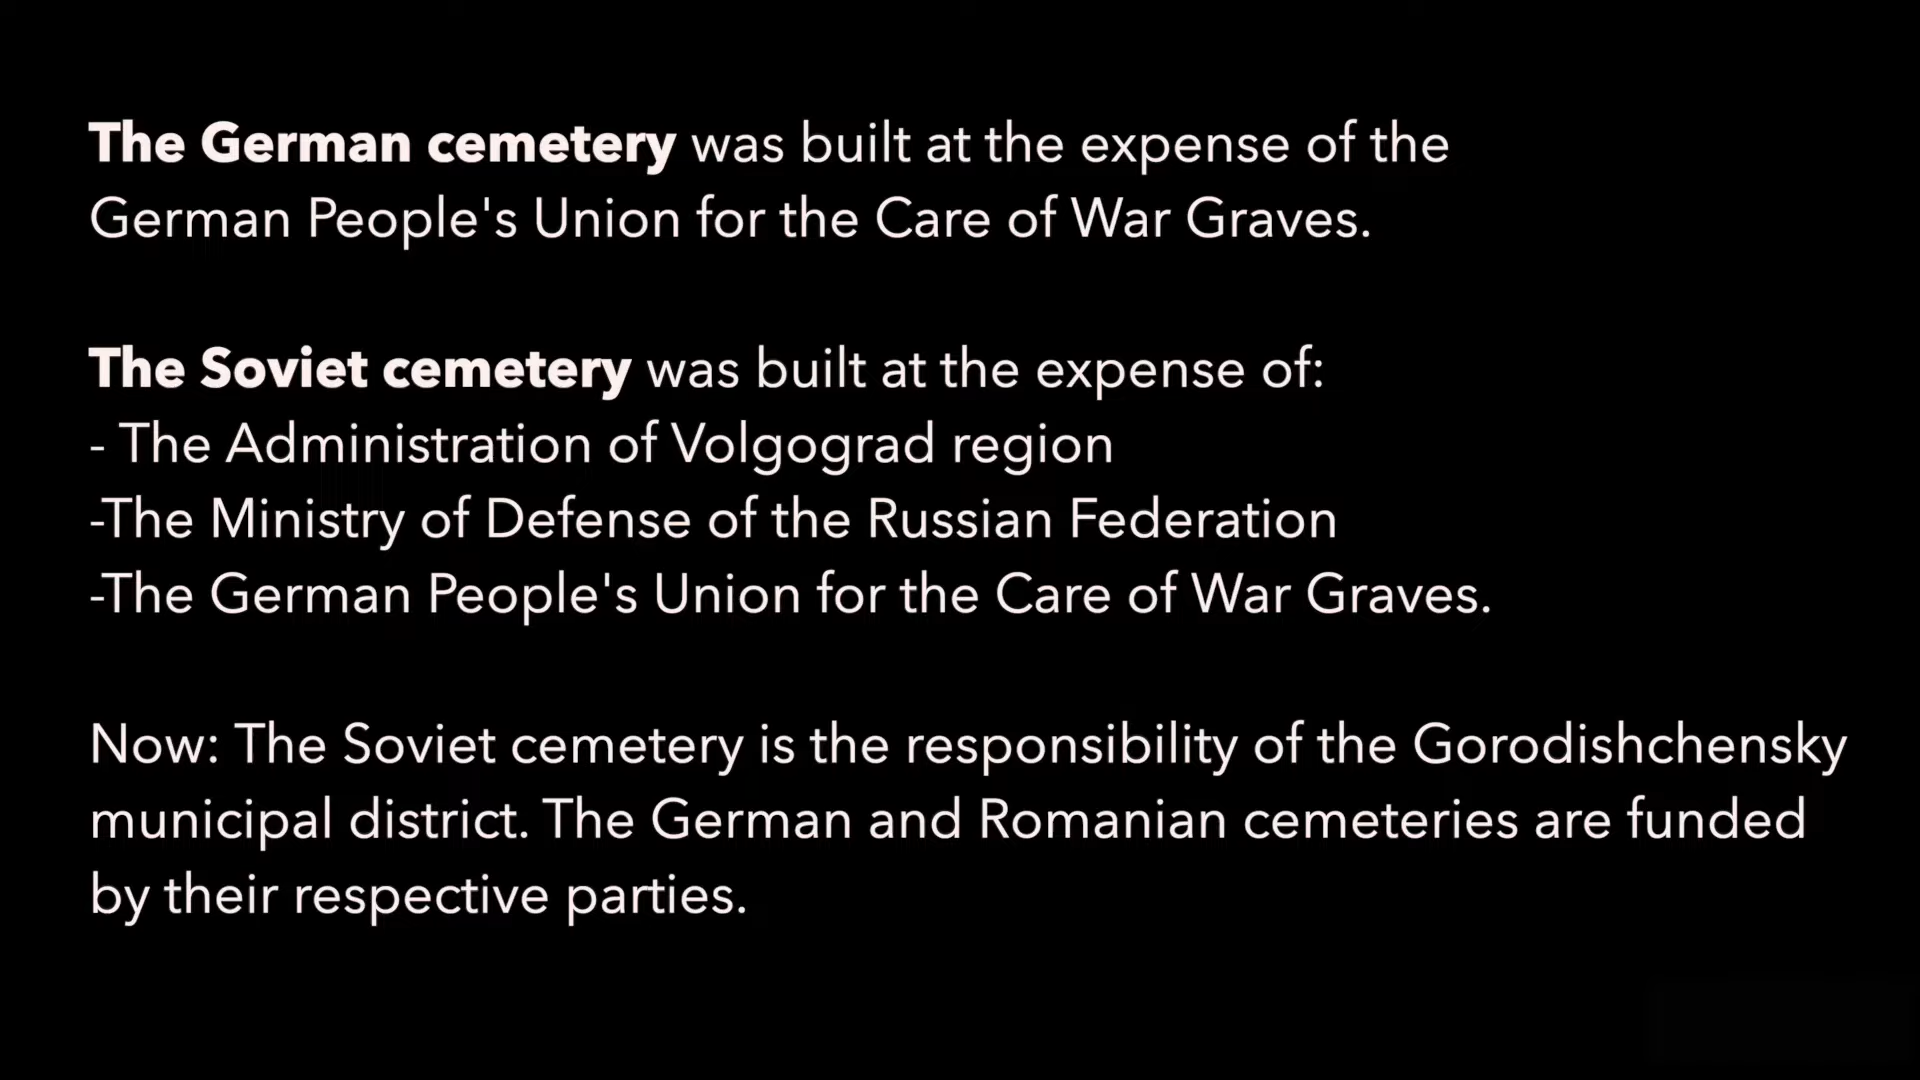 The German cemetery was built at the expense of the
German People's Union for the Care of War Graves.
The Soviet cemetery was built at the expense of:
- The Administration of Volgograd region
-The Ministry of Defense of the Russian Federation
-The German People's Union for the Care of War Graves.
Now: The Soviet cemetery is the responsibility of the Gorodishchensky
municipal district. The German and Romanian cemeteries are funded
by their respective parties.